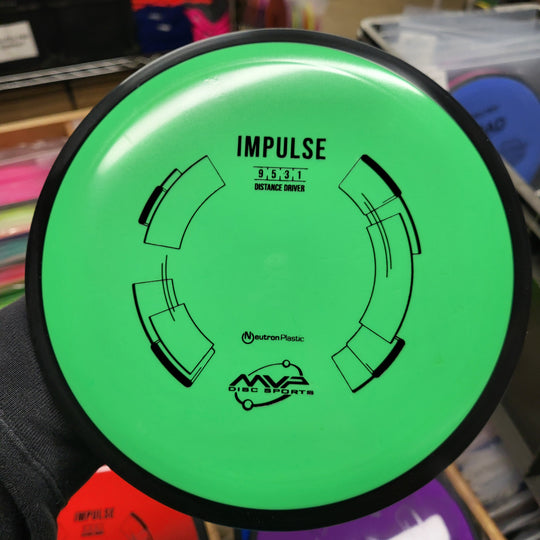 IMPULSE
9 5 3 1
DISTANCE DRIVER
Neutron Plastic
MVP
DISC SPORTS
IMPULSE